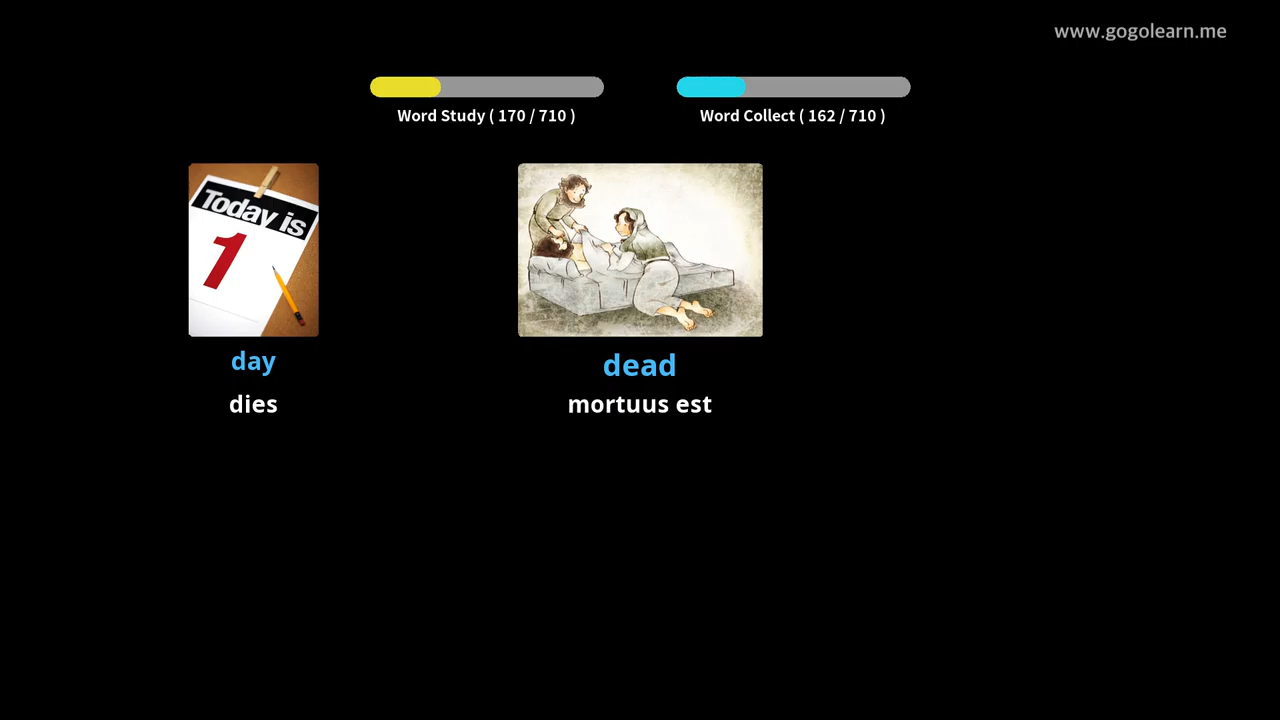 www.gogolearn.me
Word Study ( 170 / 710 )
Word Collect ( 162 / 710 )
Today is
1
day
dies
dead
mortuus est